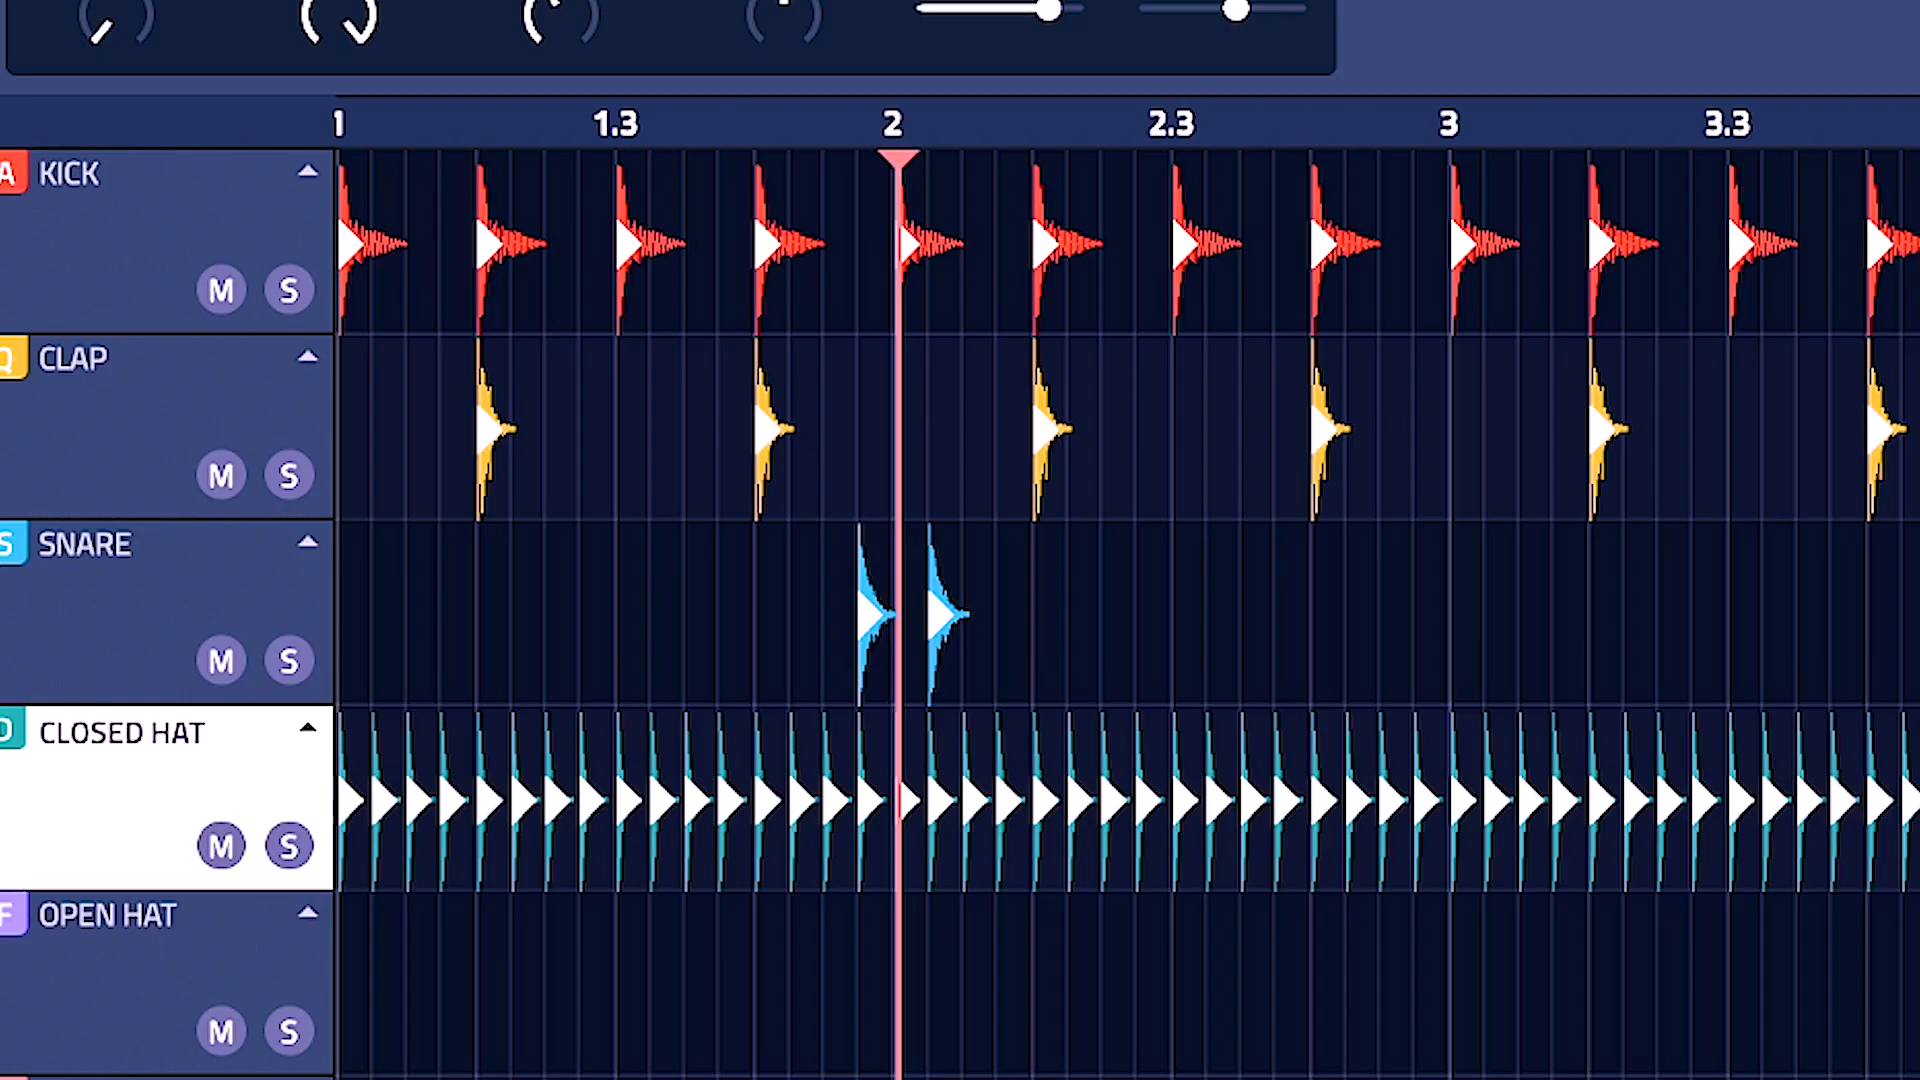 1 1.3 2 2.3 3 3.3
A KICK
M S
Q CLAP
M S
S SNARE
M S
D CLOSED HAT
M S
F OPEN HAT
M S